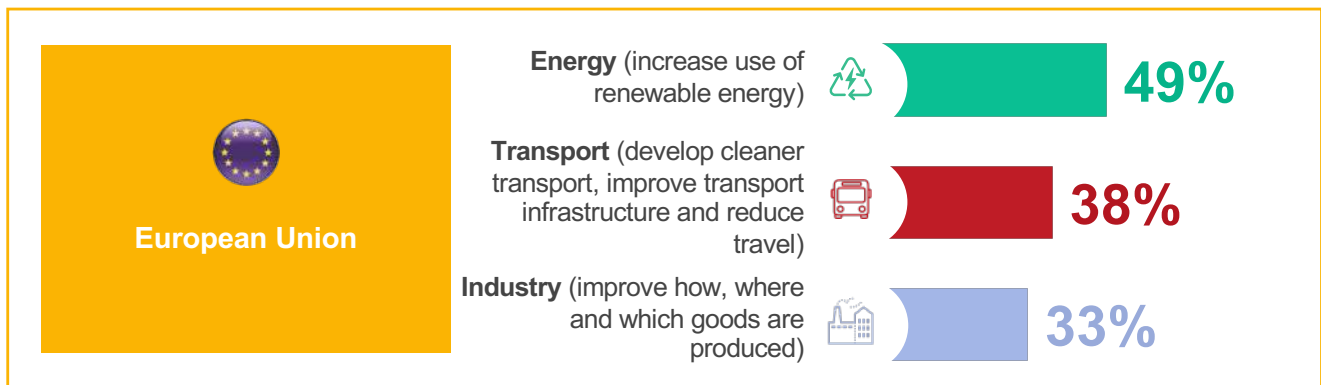 European Union
Energy (increase use of
renewable energy)
49%
Transport (develop cleaner
transport, improve transport
infrastructure and reduce
travel)
38%
Industry (improve how, where
and which goods are
produced)
33%